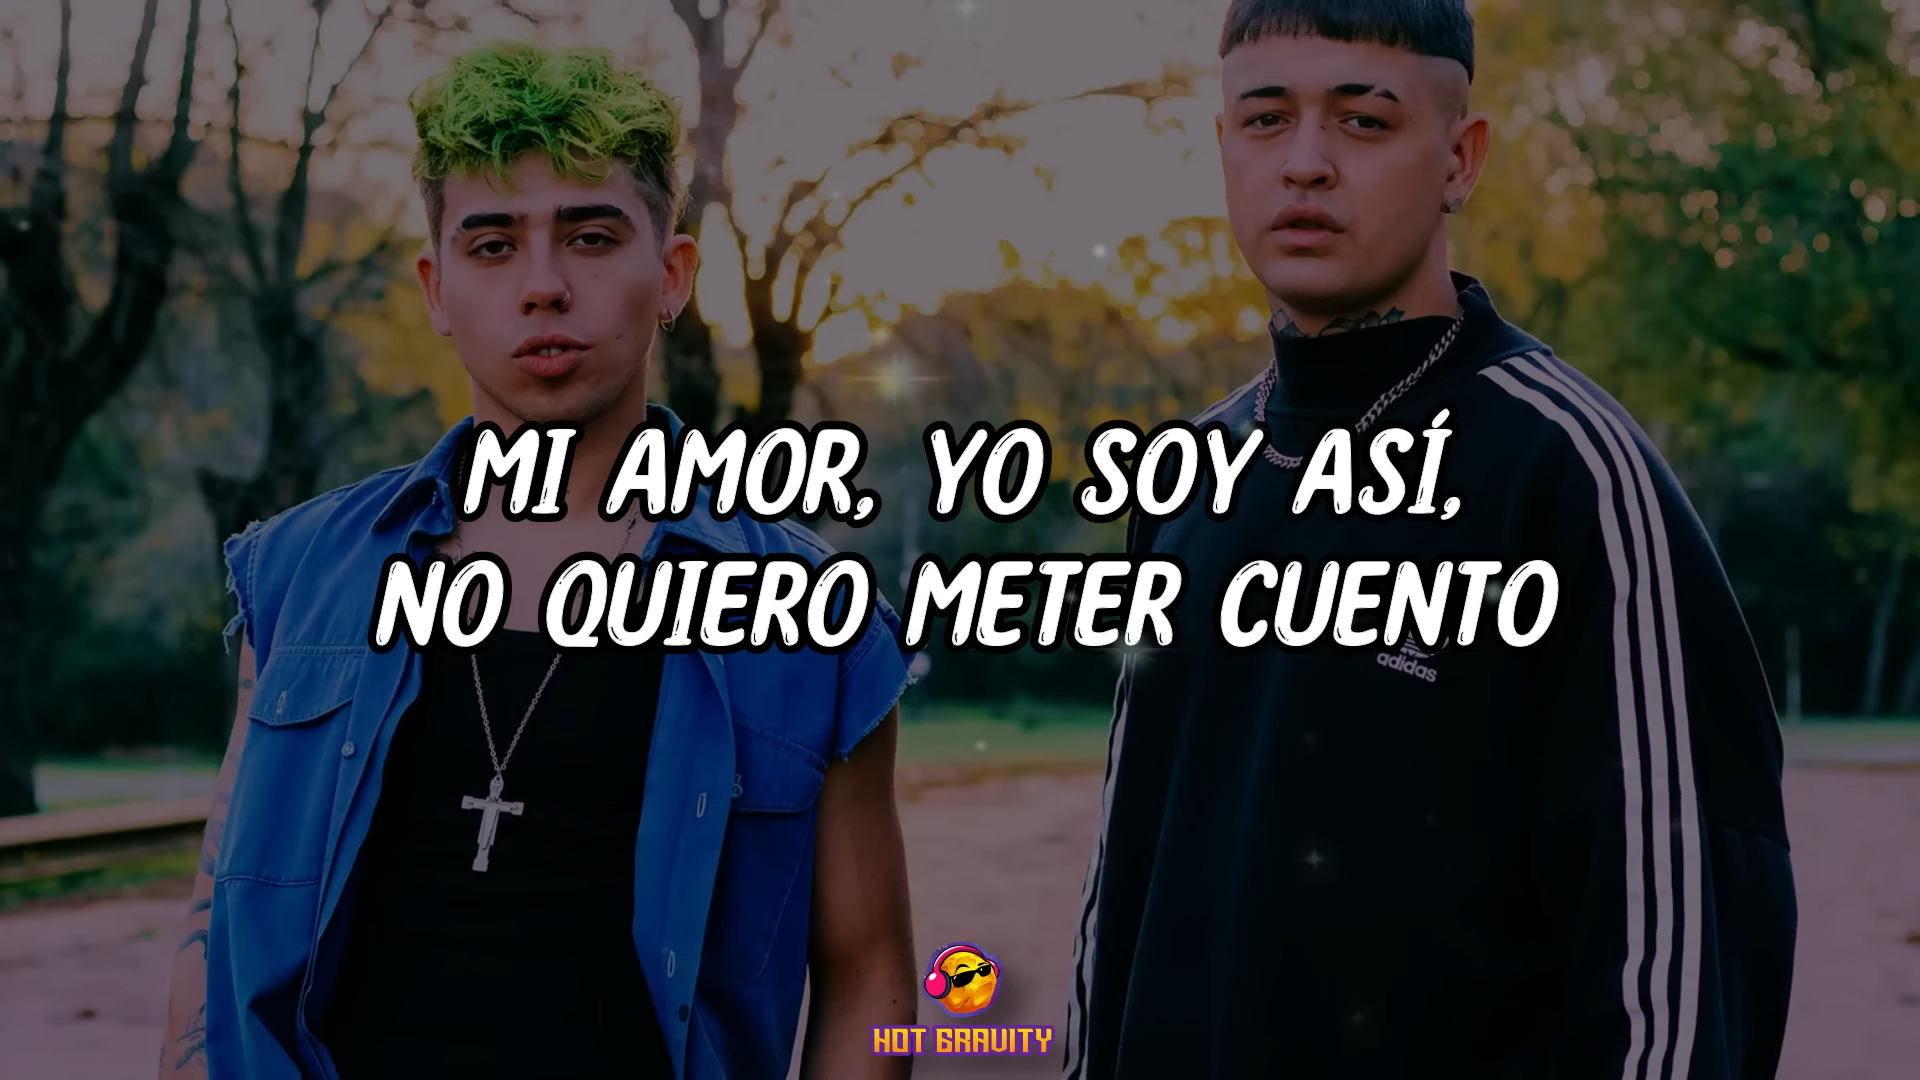 MI AMOR, YO SOY ASÍ,
NO QUIERO METER CUENTO
adidas
HOT GRAVITY